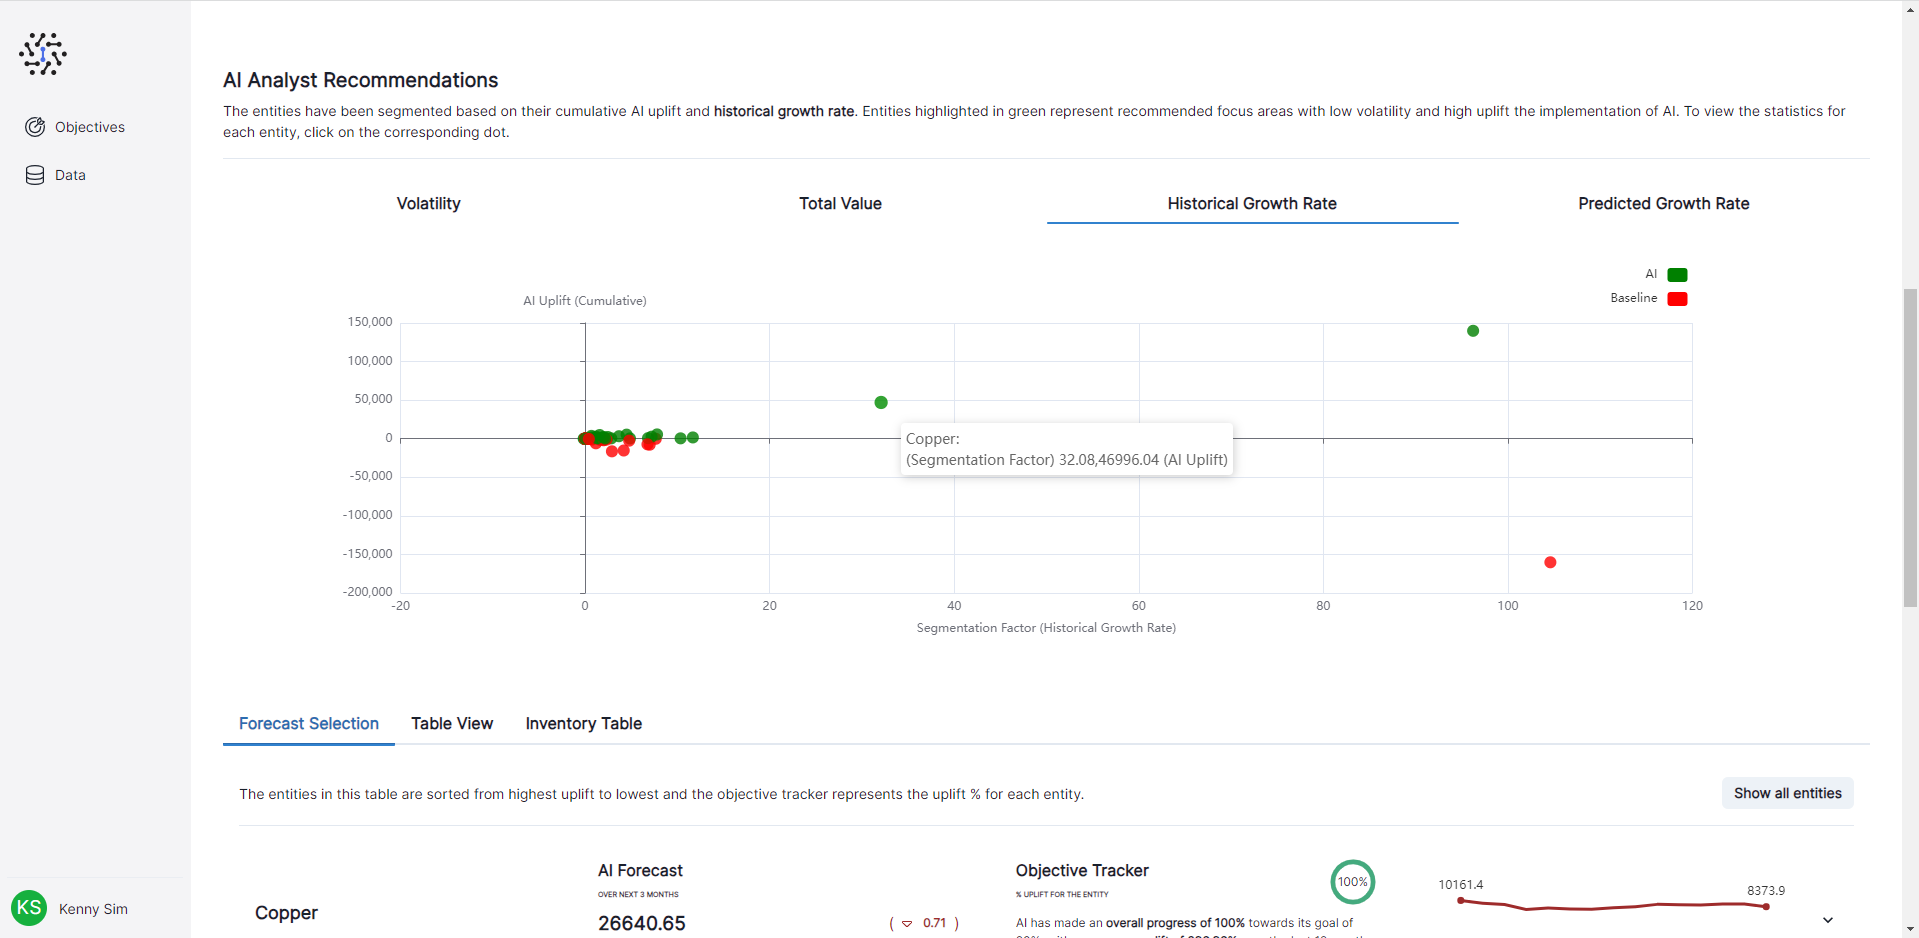 Objectives
Data
AI Analyst Recommendations
The entities have been segmented based on their cumulative AI uplift and historical growth rate. Entities highlighted in green represent recommended focus areas with low volatility and high uplift the implementation of AI. To view the statistics for
each entity, click on the corresponding dot.
Volatility
Total Value
Historical Growth Rate
Predicted Growth Rate
AI
Baseline
AI Uplift (Cumulative)
150,000
100,000
50,000
0
-50,000
-100,000
-150,000
-200,000
Copper:
(Segmentation Factor) 32.08,46996.04 (AI Uplift)
-20
0
20
40
60
80
100
120
Segmentation Factor (Historical Growth Rate)
Forecast Selection
Table View
Inventory Table
The entities in this table are sorted from highest uplift to lowest and the objective tracker represents the uplift % for each entity.
Show all entities
Copper
AI Forecast
OVER NEXT 3 MONTHS
26640.65
( 0.71 )
Objective Tracker
% UPLIFT FOR THE ENTITY
100%
AI has made an overall progress of 100% towards its goal of
10161.4
8373.9
KS
Kenny Sim